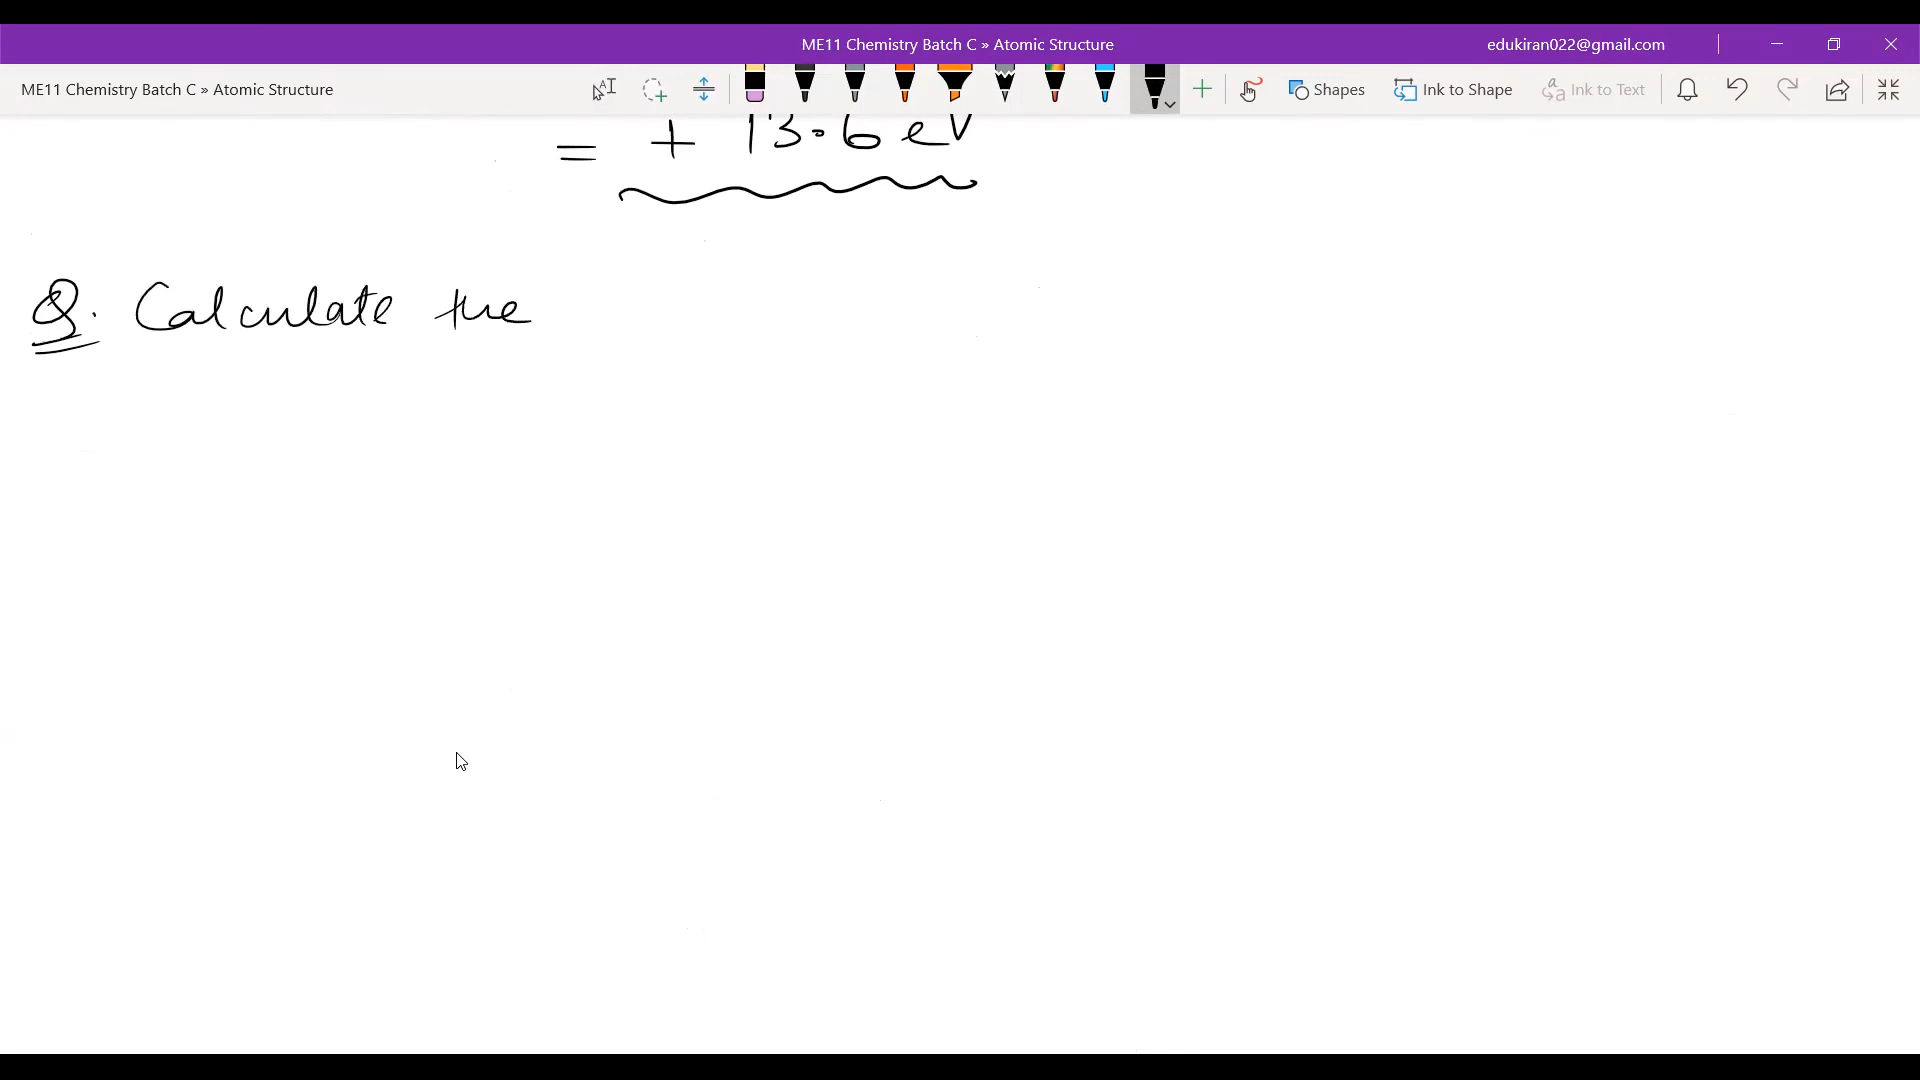 ME11 Chemistry Batch C » Atomic Structure
edukiran022@gmail.com
ME11 Chemistry Batch C » Atomic Structure
Shapes
Ink to Shape
Ink to Text
= + 13.6 eV
Q. Calculate the